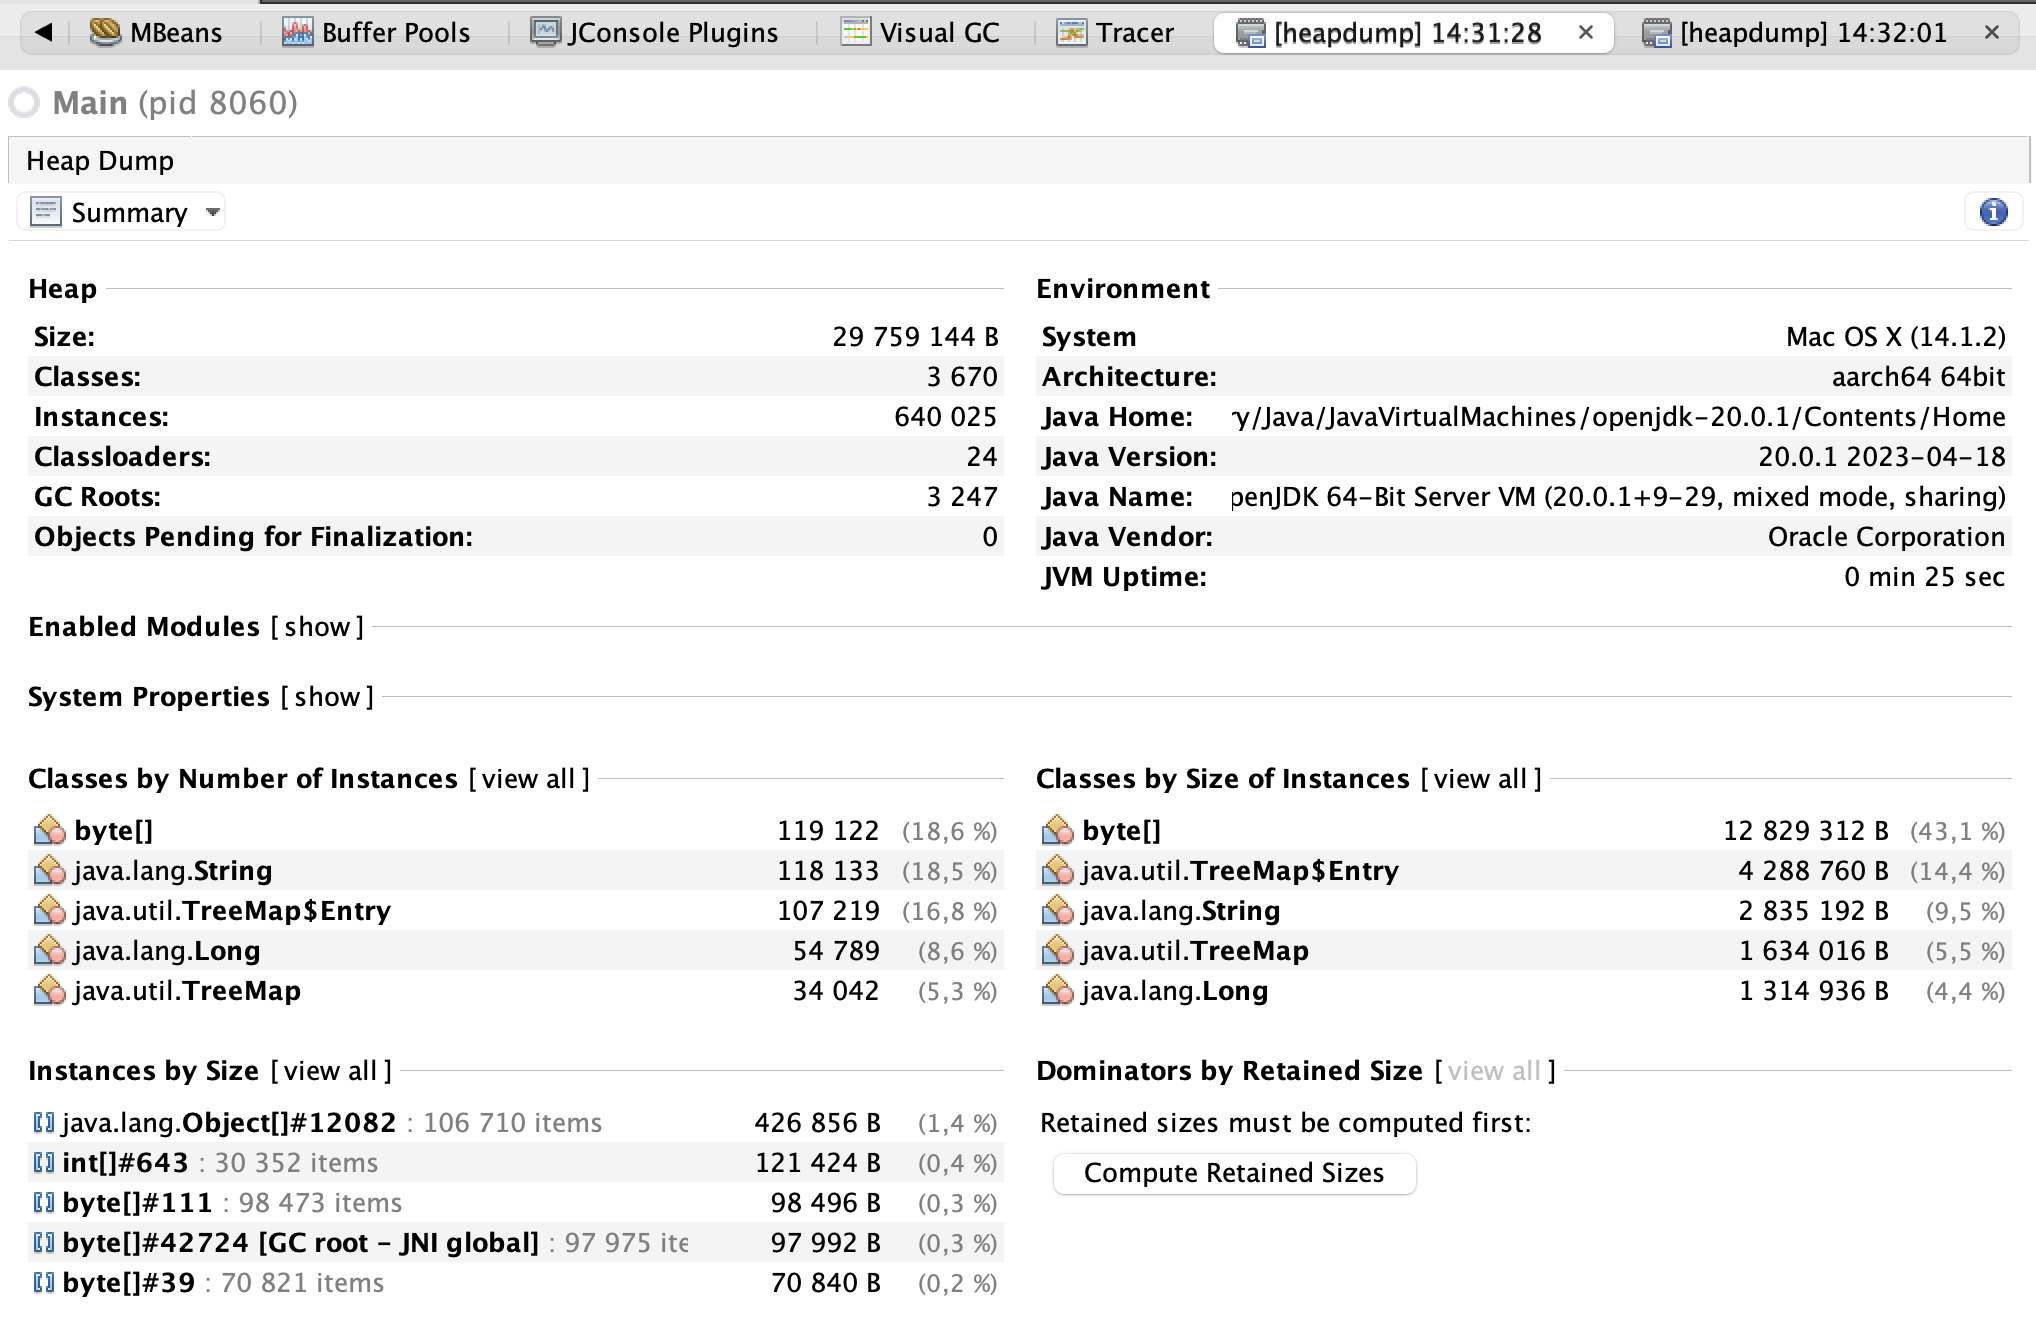 MBeans Buffer Pools JConsole Plugins Visual GC Tracer [heapdump] 14:31:28 × [heapdump] 14:32:01 ×
Main (pid 8060)
Heap Dump
Summary
Heap
Size: 29 759 144 B
Classes: 3 670
Instances: 640 025
Classloaders: 24
GC Roots: 3 247
Objects Pending for Finalization: 0
Environment
System Mac OS X (14.1.2)
Architecture: aarch64 64bit
Java Home: ry/Java/JavaVirtualMachines/openjdk-20.0.1/Contents/Home
Java Version: 20.0.1 2023-04-18
Java Name: penJDK 64-Bit Server VM (20.0.1+9-29, mixed mode, sharing)
Java Vendor: Oracle Corporation
JVM Uptime: 0 min 25 sec
Enabled Modules [show]
System Properties [show]
Classes by Number of Instances [view all]
byte[] 119 122 (18,6 %)
java.lang.String 118 133 (18,5 %)
java.util.TreeMap$Entry 107 219 (16,8 %)
java.lang.Long 54 789 (8,6 %)
java.util.TreeMap 34 042 (5,3 %)
Classes by Size of Instances [view all]
byte[] 12 829 312 B (43,1 %)
java.util.TreeMap$Entry 4 288 760 B (14,4 %)
java.lang.String 2 835 192 B (9,5 %)
java.util.TreeMap 1 634 016 B (5,5 %)
java.lang.Long 1 314 936 B (4,4 %)
Instances by Size [view all]
java.lang.Object[]#12082 : 106 710 items 426 856 B (1,4 %)
int[]#643 : 30 352 items 121 424 B (0,4 %)
byte[]#111 : 98 473 items 98 496 B (0,3 %)
byte[]#42724 [GC root - JNI global] : 97 975 ite 97 992 B (0,3 %)
byte[]#39 : 70 821 items 70 840 B (0,2 %)
Dominators by Retained Size [view all]
Retained sizes must be computed first:
Compute Retained Sizes